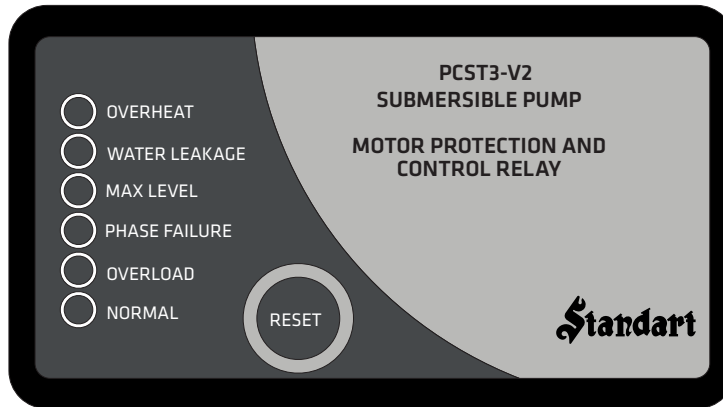 PCST3-V2
SUBMERSIBLE PUMP
MOTOR PROTECTION AND
CONTROL RELAY
OVERHEAT
WATER LEAKAGE
MAX LEVEL
PHASE FAILURE
OVERLOAD
NORMAL
RESET
Standart